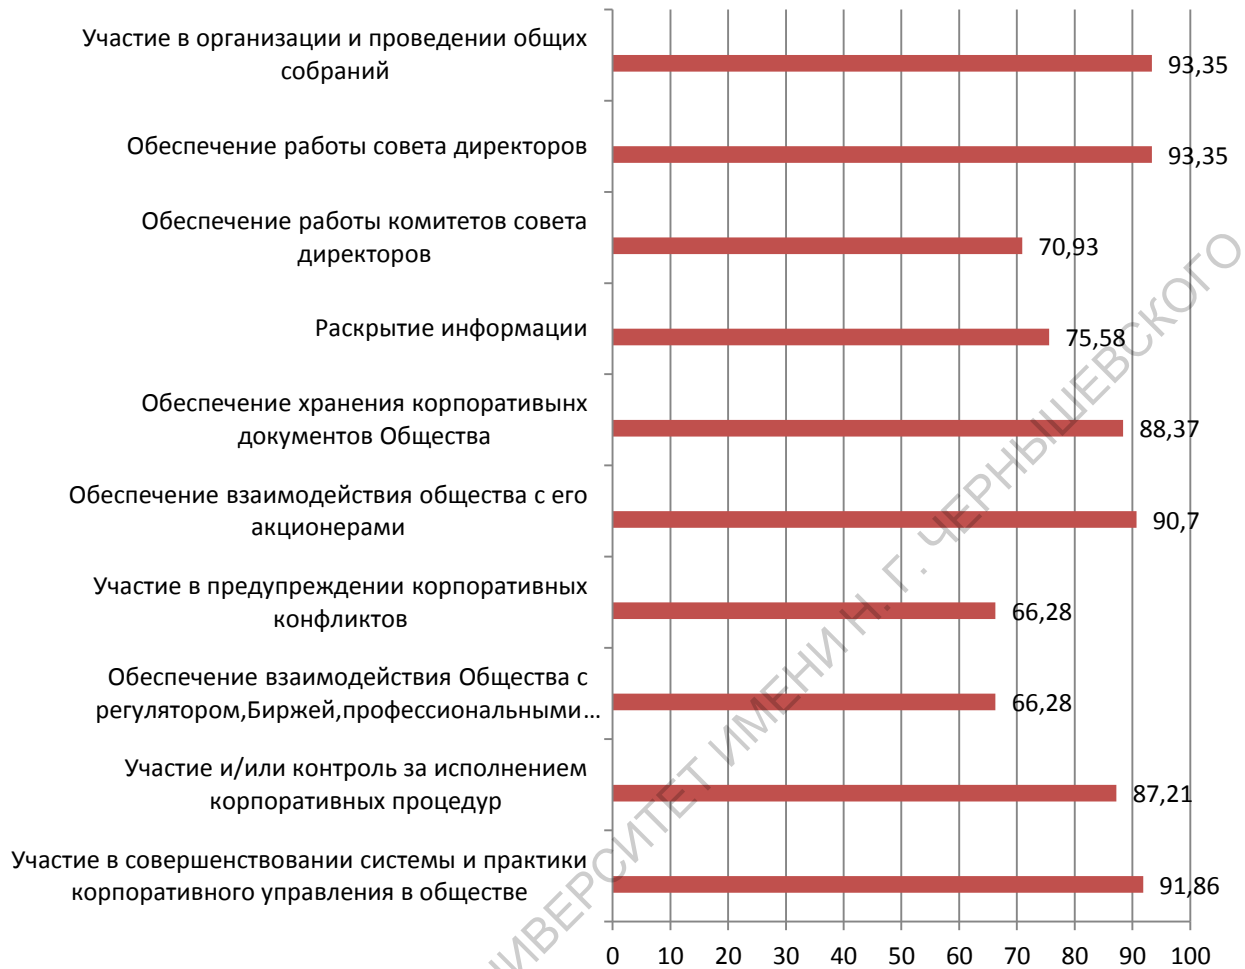 Участие в организации и проведении общих
собраний
93,35
Обеспечение работы совета директоров
93,35
Обеспечение работы комитетов совета
директоров
70,93
Раскрытие информации
75,58
Обеспечение хранения корпоративынх
документов Общества
88,37
Обеспечение взаимодействия общества с его
акционерами
90,7
Участие в предупреждении корпоративных
конфликтов
66,28
Обеспечение взаимодействия Общества с
регулятором,Биржей,профессиональными...
66,28
Участие и/или контроль за исполнением
корпоративных процедур
87,21
Участие в совершенствовании системы и практики
корпоративного управления в обществе
91,86
0 10 20 30 40 50 60 70 80 90 100
ИМЕНИ Н. Г. ЧЕРНЫШЕВСКОГО